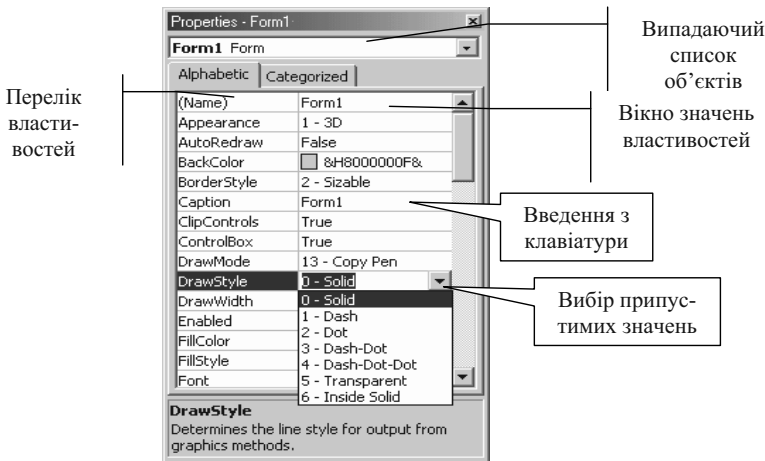 Properties - Form1
Form1 Form
Alphabetic Categorized
(Name) Form1
Appearance 1 - 3D
AutoRedraw False
BackColor &H8000000F&
BorderStyle 2 - Sizable
Caption Form1
ClipControls True
ControlBox True
DrawMode 13 - Copy Pen
DrawStyle 0 - Solid
DrawWidth 0 - Solid
Enabled 1 - Dash
2 - Dot
FillColor 3 - Dash-Dot
FillStyle 4 - Dash-Dot-Dot
Font 5 - Transparent
6 - Inside Solid
DrawStyle
Determines the line style for output from
graphics methods.
Перелік
власти-
востей
Випадаючий
список
об’єктів
Вікно значень
властивостей
Введення з
клавіатури
Вибір припус-
тимих значень